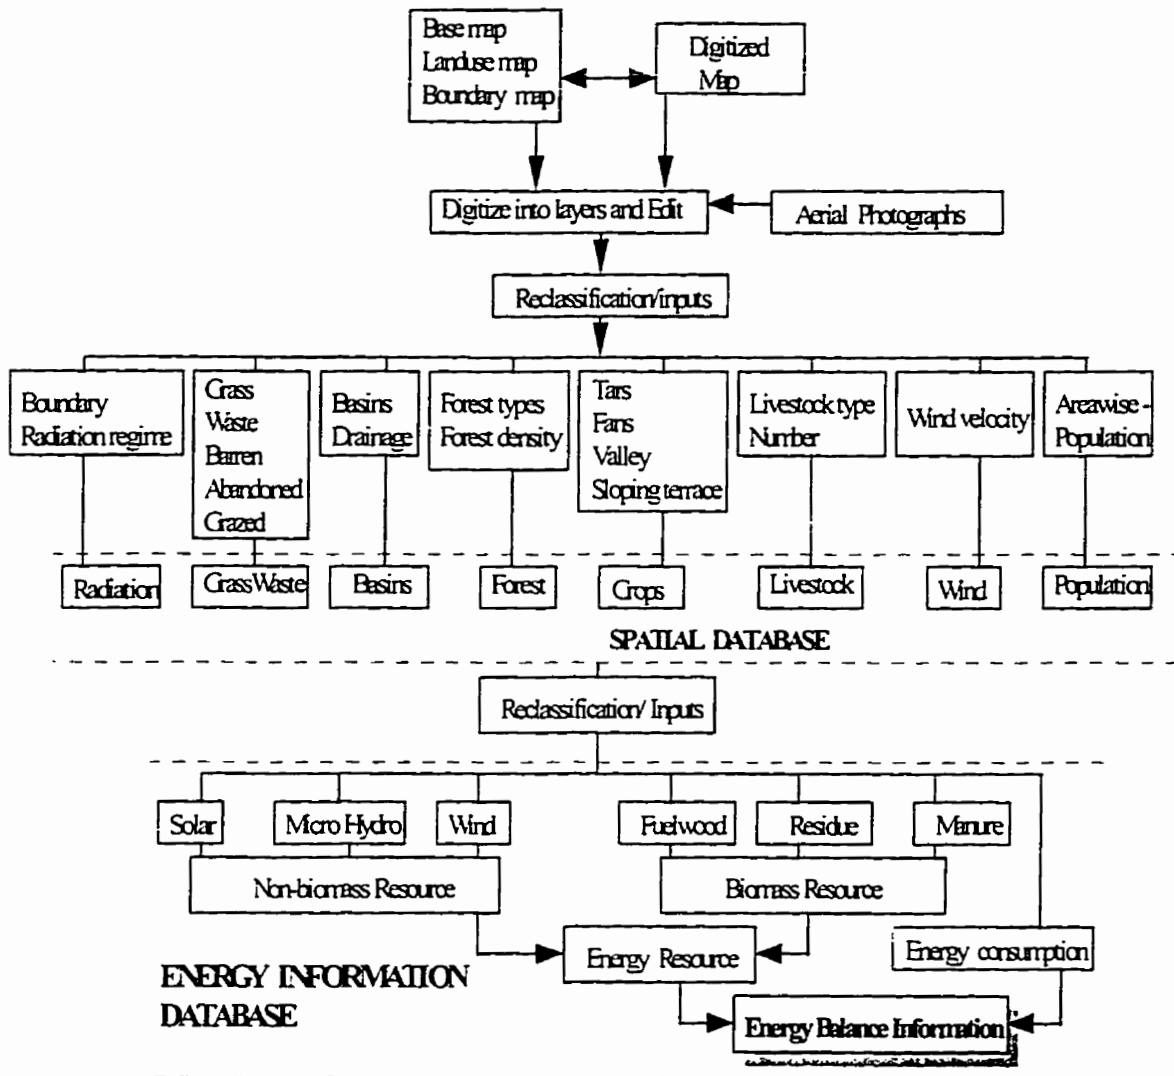 Base map
Landuse map
Boundary map
Digitized
Map
Digitize into layers and Edit
Aerial Photographs
Reclassification/inputs
Boundary
Radiation regime
Grass
Waste
Barren
Abandoned
Grazed
Basins
Drainage
Forest types
Forest density
Tars
Fans
Valley
Sloping terrace
Livestock type
Number
Wind velocity
Areawise -
Population
Radiation
Grass Waste
Basins
Forest
Crops
Livestock
Wind
Population
SPATIAL DATABASE
Reclassification/ Inputs
Solar
Micro Hydro
Wind
Fuelwood
Residue
Manure
Non-biomass Resource
Biomass Resource
Energy Resource
Energy consumption
ENERGY INFORMATION
DATABASE
Energy Balance Information